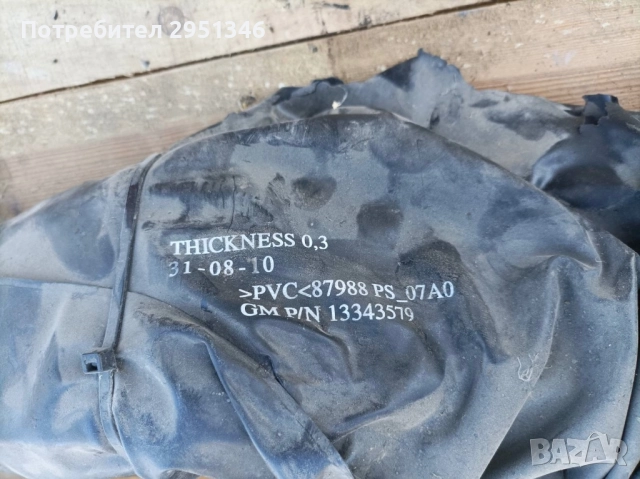 Потребител 2951346
THICKNESS 0,3
31-08-10
>PVC<87988 PS_07A0
GM P/N 13343579
BAZAR